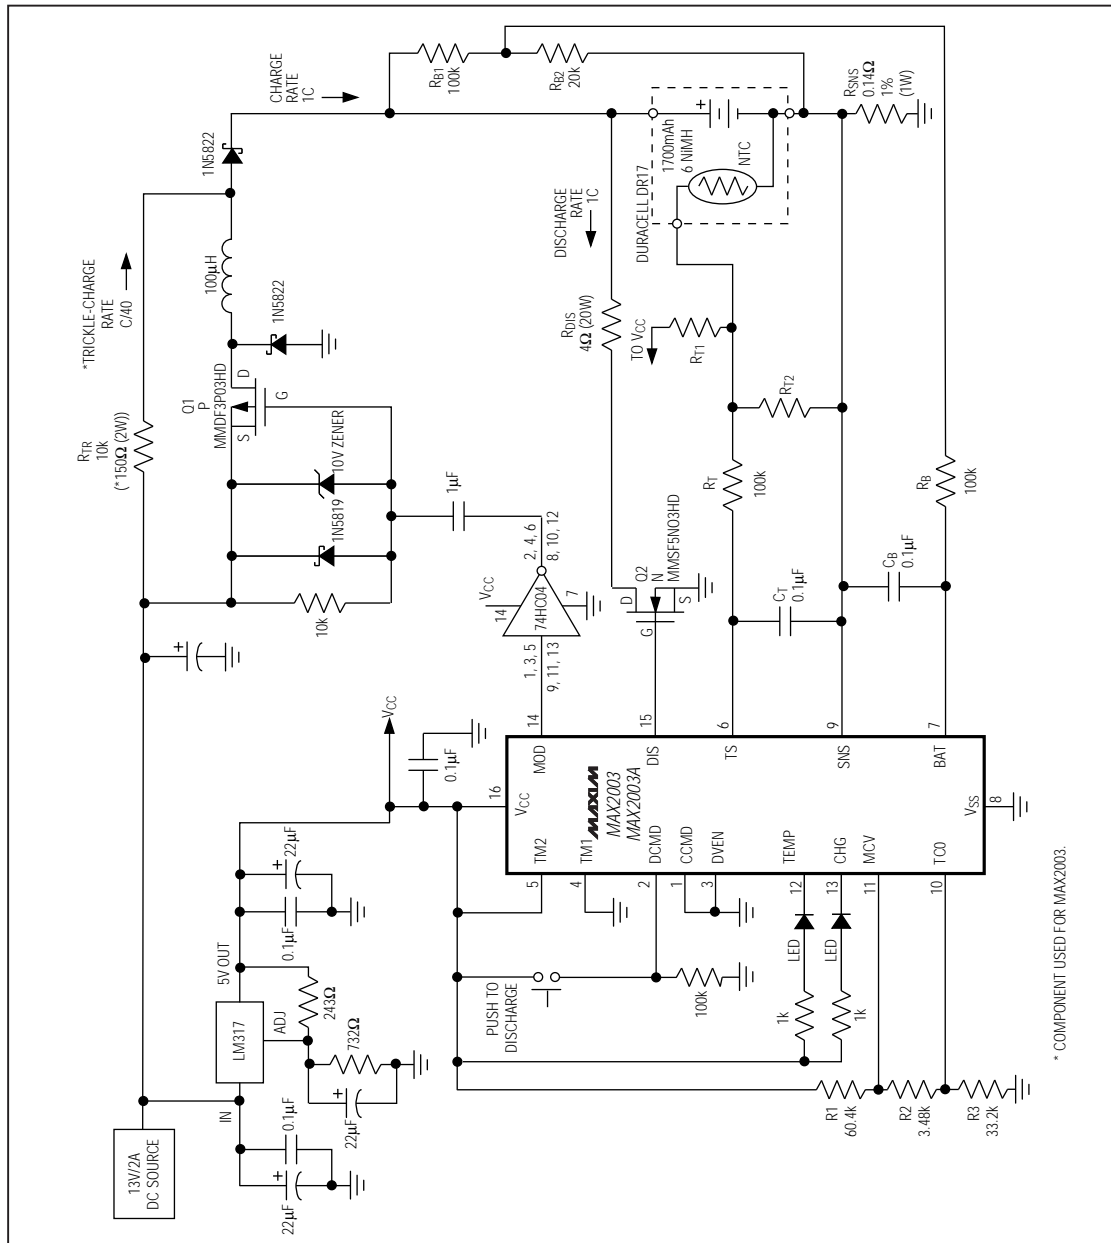 13V/2A
DC SOURCE
22µF
+
0.1µF
IN
LM317
ADJ
5V OUT
243Ω
732Ω
22µF
+
0.1µF
22µF
+
VCC
0.1µF
+
RTR
10k
(*150Ω (2W))
*TRICKLE-CHARGE
RATE
C/40
10k
1N5819
10V ZENER
Q1
P
MMDF3P03HD
S
D
G
1N5822
100µH
1N5822
CHARGE
RATE
1C
1µF
2, 4, 6
8, 10, 12
VCC
14
74HC04
7
1, 3, 5
9, 11, 13
RB1
100k
RB2
20k
RSNS
0.14Ω
1%
(1W)
DURACELL DR17
1700mAh
6 NiMH
+
NTC
DISCHARGE
RATE
1C
RDIS
4Ω (20W)
TO VCC
RT1
RT2
RT
100k
RB
100k
Q2
N
MMSF5NO3HD
D
S
G
CT
0.1µF
CB
0.1µF
16
14
15
6
9
7
VCC
MOD
DIS
TS
SNS
BAT
MAXIM
MAX2003
MAX2003A
VSS
8
TM2
TM1
DCMD
CCMD
DVEN
TEMP
CHG
MCV
TC0
5
4
2
1
3
12
13
11
10
PUSH TO
DISCHARGE
100k
LED
LED
1k
1k
R1
60.4k
R2
3.48k
R3
33.2k
* COMPONENT USED FOR MAX2003.